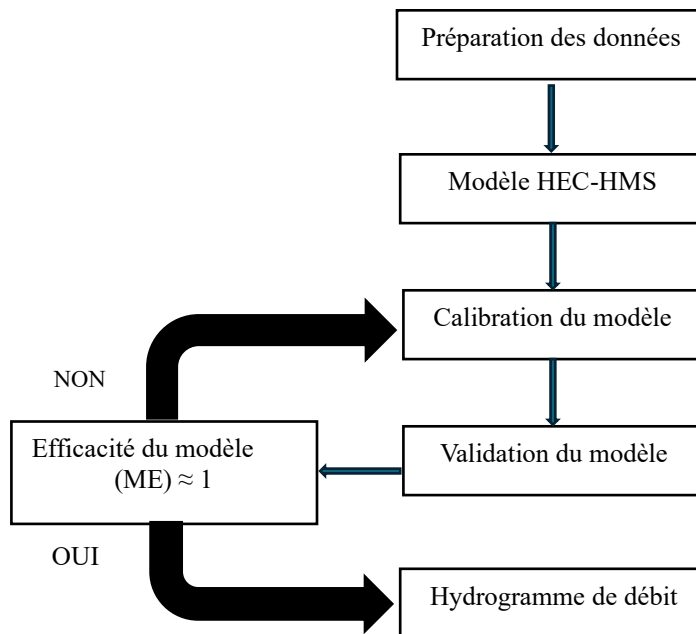 Préparation des données
Modèle HEC-HMS
Calibration du modèle
NON
Efficacité du modèle
(ME) ≈ 1
Validation du modèle
OUI
Hydrogramme de débit